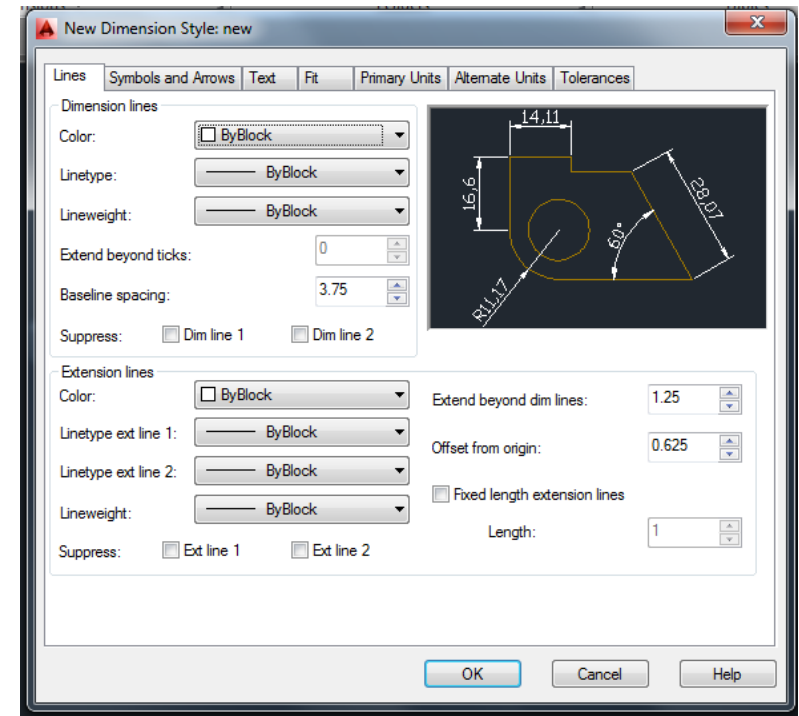 New Dimension Style: new
Lines Symbols and Arrows Text Fit Primary Units Alternate Units Tolerances
Dimension lines
Color: ByBlock
Linetype: ByBlock
Lineweight: ByBlock
Extend beyond ticks: 0
Baseline spacing: 3.75
Suppress: Dim line 1 Dim line 2
14,11
16,6
28,07
60°
R11,17
Extension lines
Color: ByBlock
Linetype ext line 1: ByBlock
Linetype ext line 2: ByBlock
Lineweight: ByBlock
Suppress: Ext line 1 Ext line 2
Extend beyond dim lines: 1.25
Offset from origin: 0.625
Fixed length extension lines
Length: 1
OK Cancel Help